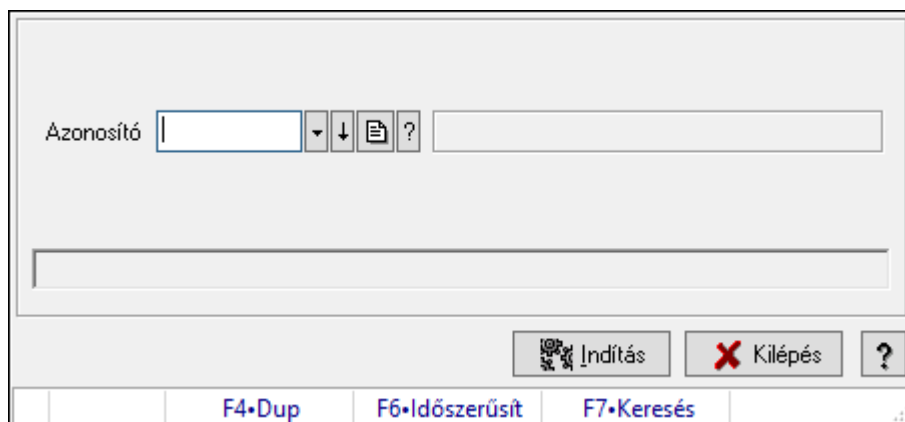 Azonosító ?
Indítás Kilépés ?
F4•Dup F6•Időszerűsít F7•Keresés